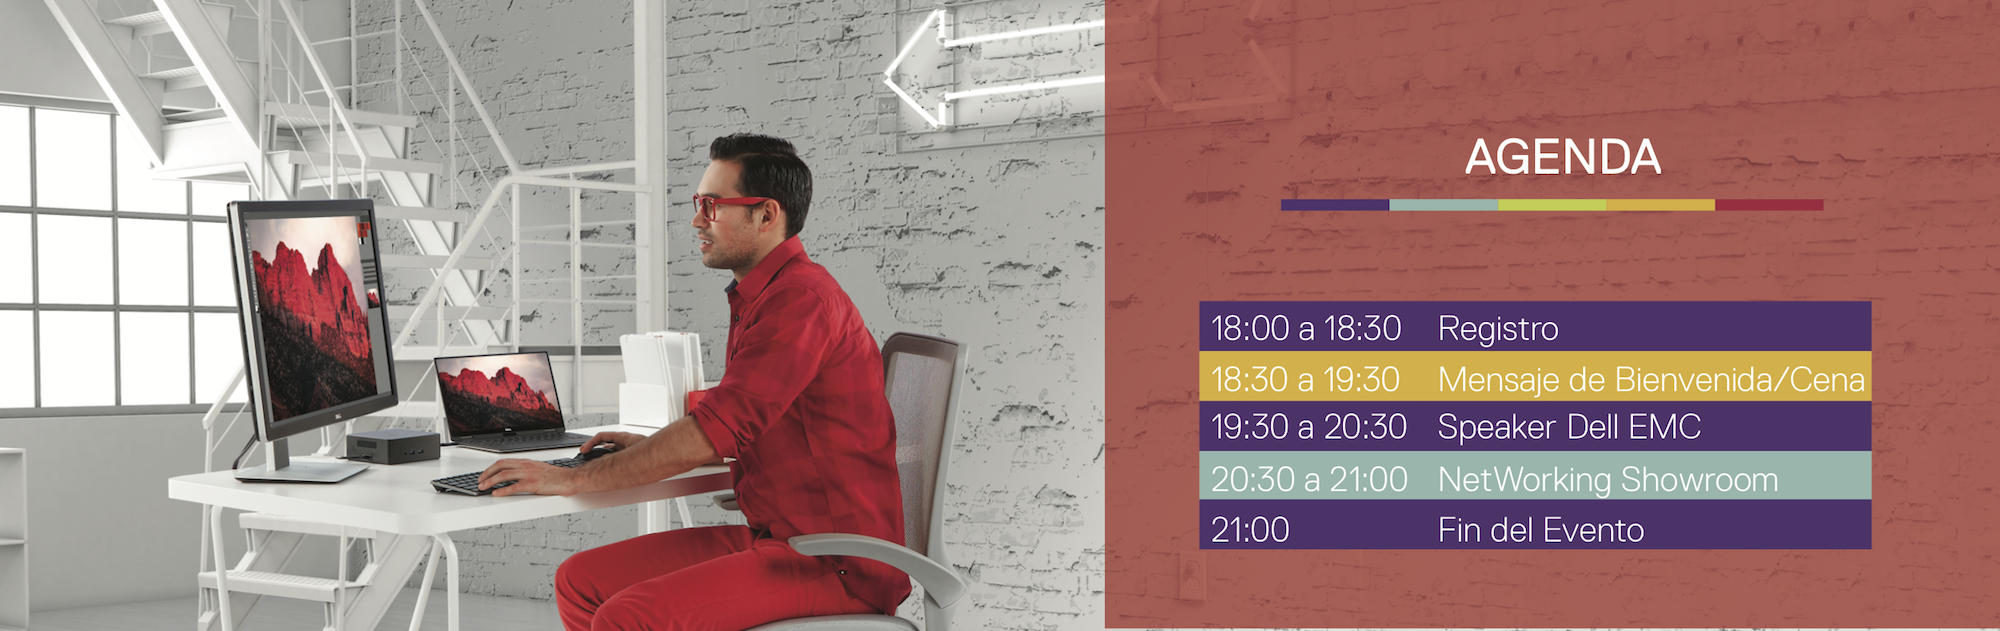 AGENDA
18:00 a 18:30 Registro
18:30 a 19:30 Mensaje de Bienvenida/Cena
19:30 a 20:30 Speaker Dell EMC
20:30 a 21:00 NetWorking Showroom
21:00 Fin del Evento